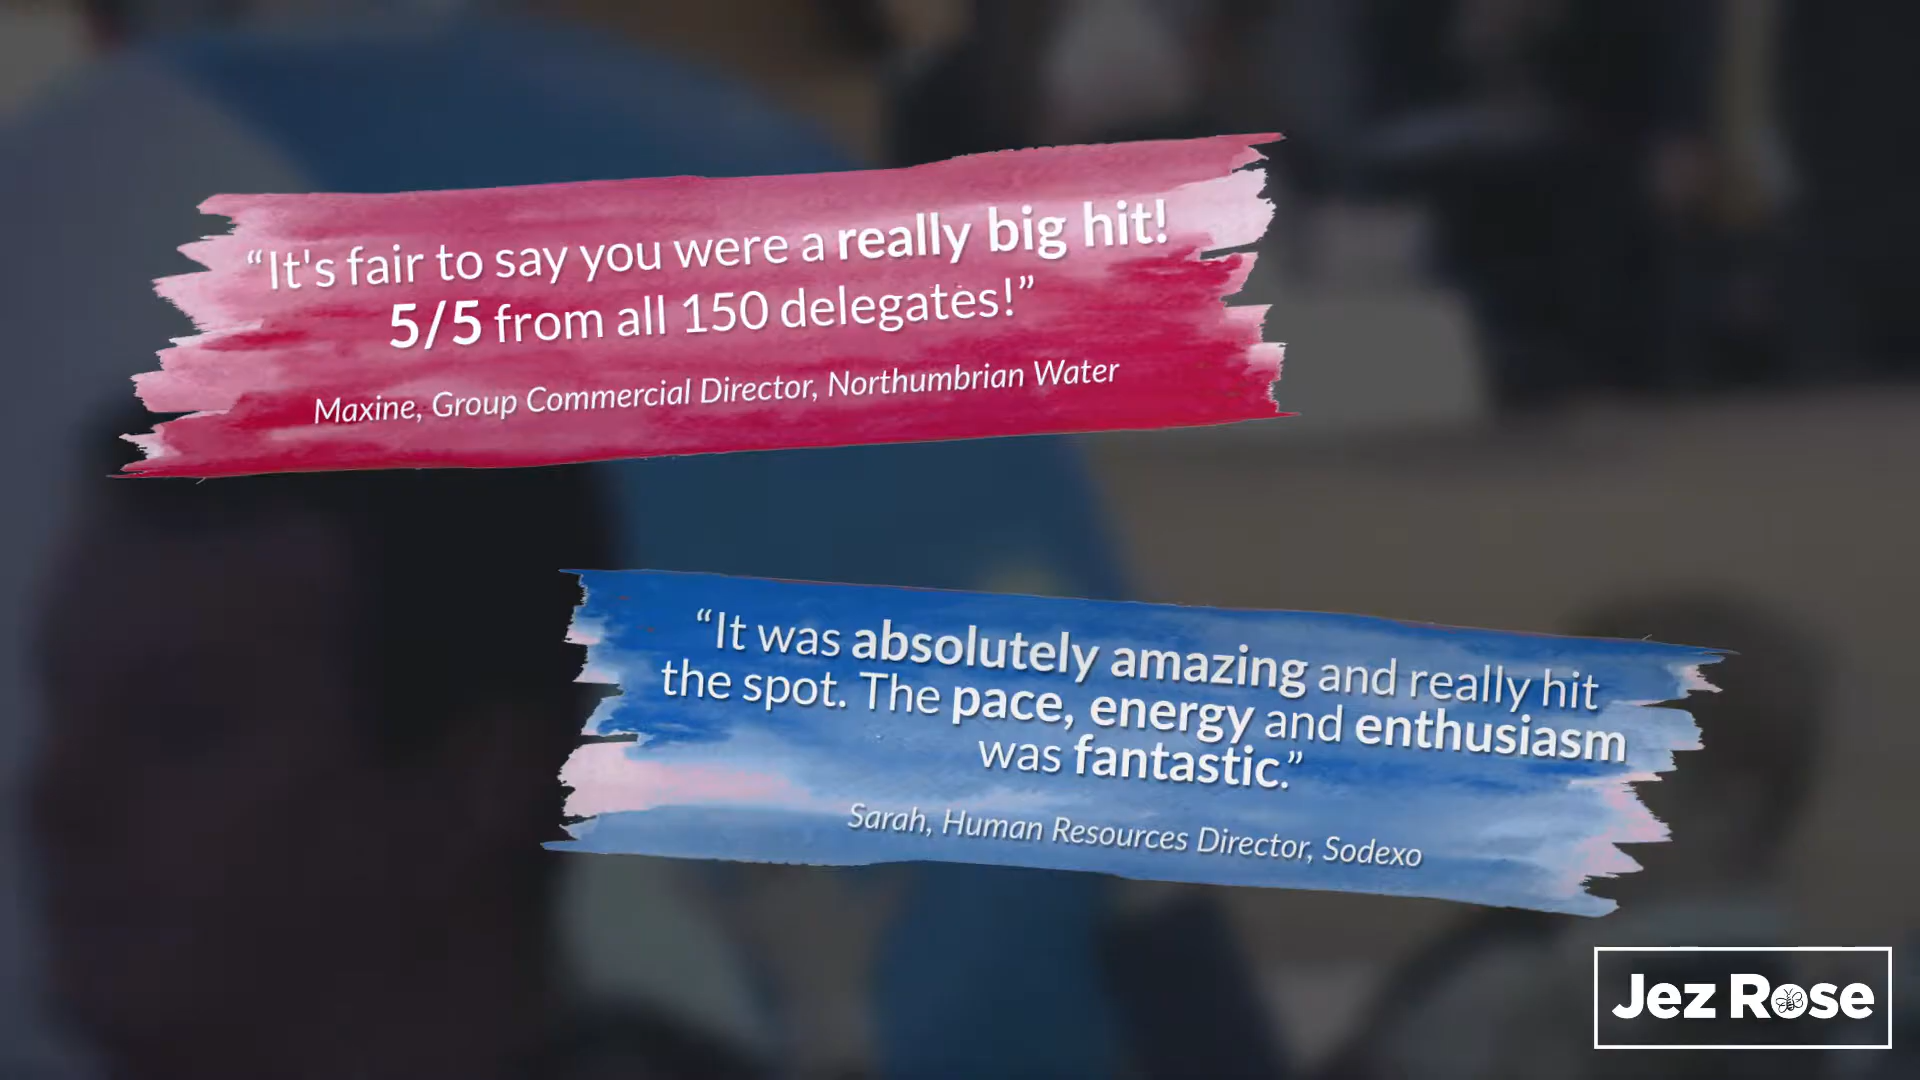 “It's fair to say you were a really big hit!
5/5 from all 150 delegates!”
Maxine, Group Commercial Director, Northumbrian Water
“It was absolutely amazing and really hit
the spot. The pace, energy and enthusiasm
was fantastic.”
Sarah, Human Resources Director, Sodexo
Jez Rose